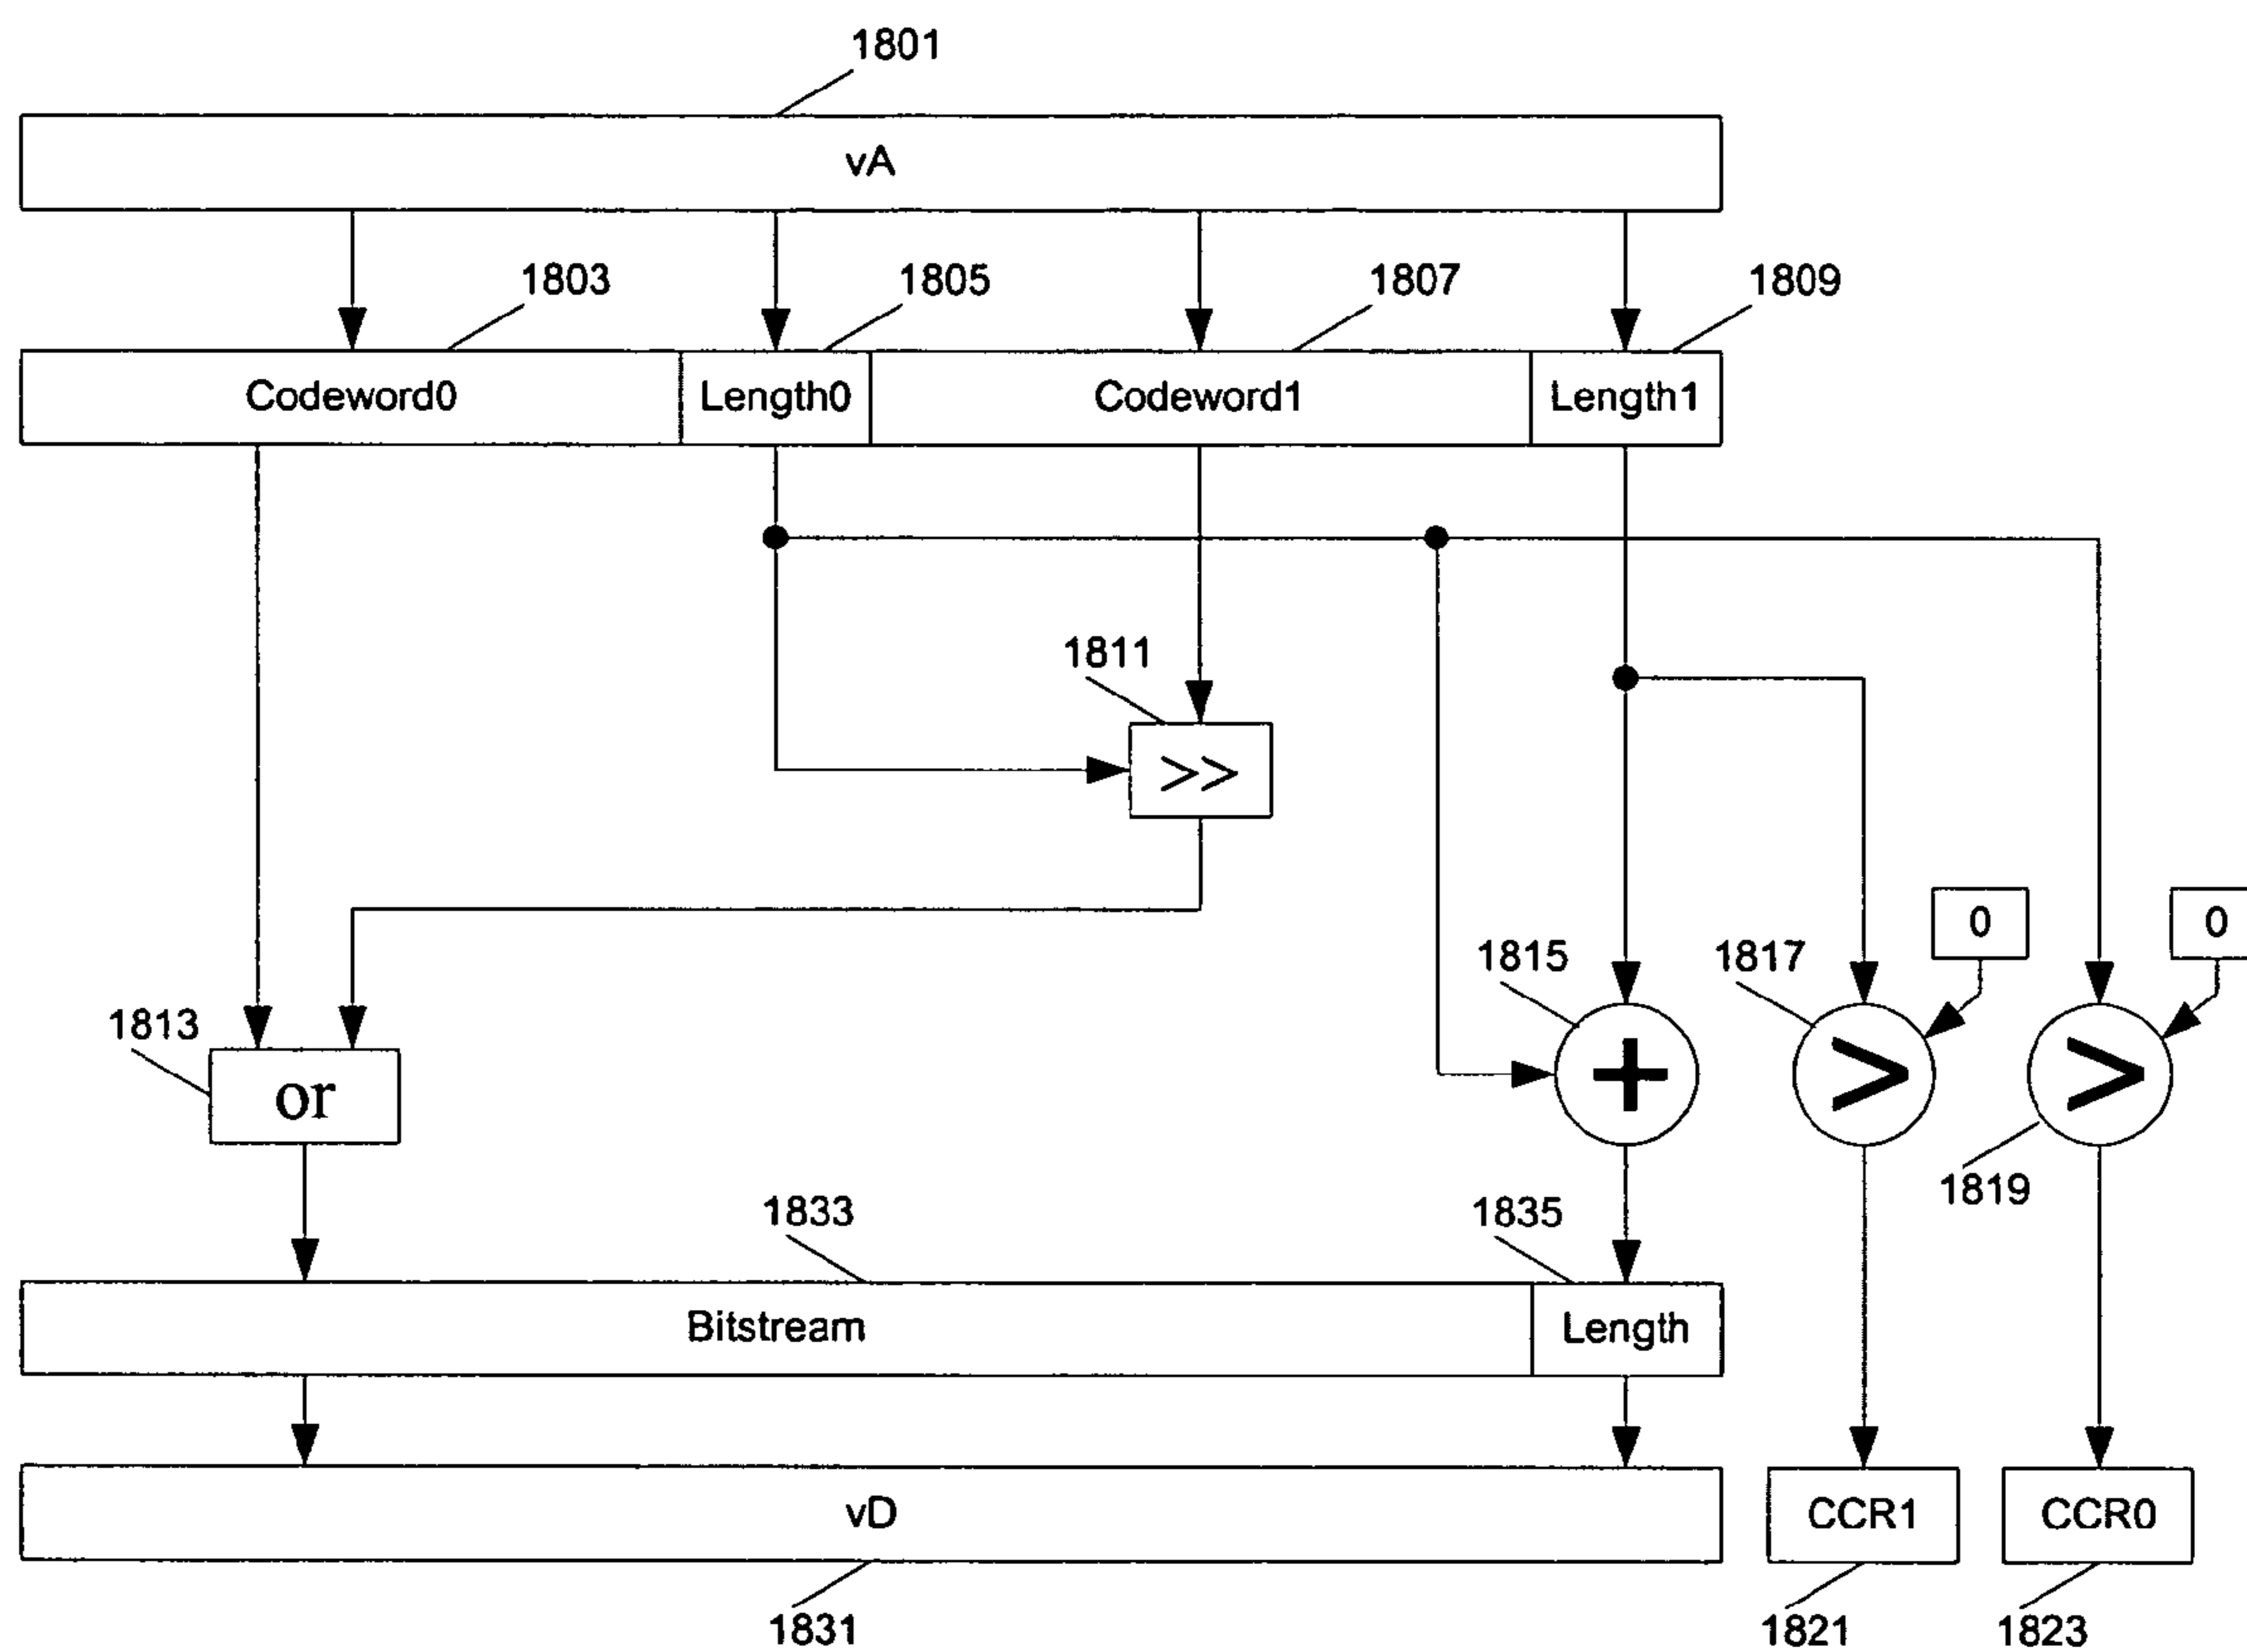 1801
vA
1803
1805
1807
1809
Codeword0
Length0
Codeword1
Length1
1811
>>
0
0
1815
1817
1813
or
+
>
>
1819
1833
1835
Bitstream
Length
vD
CCR1
CCR0
1831
1821
1823